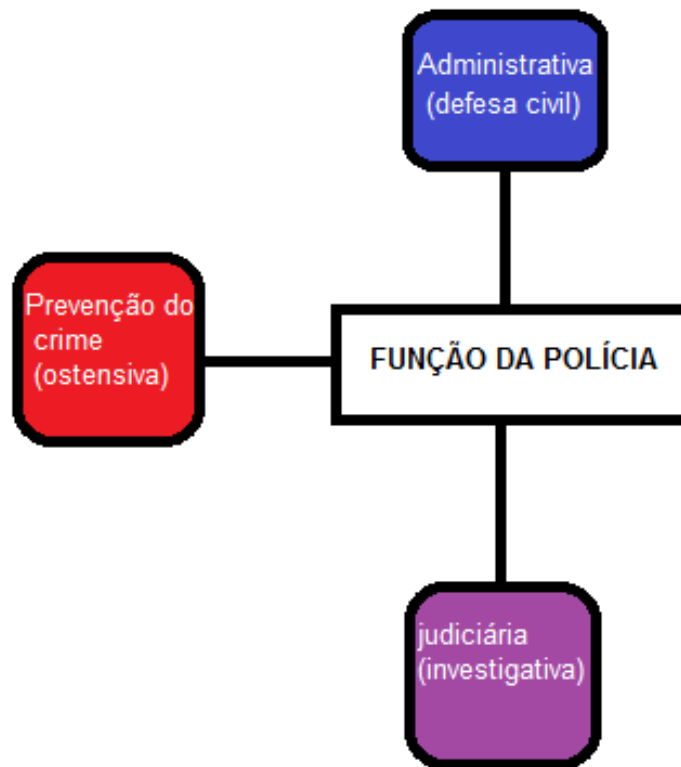 Administrativa
(defesa civil)
Prevenção do
crime
(ostensiva)
FUNÇÃO DA POLÍCIA
judiciária
(investigativa)